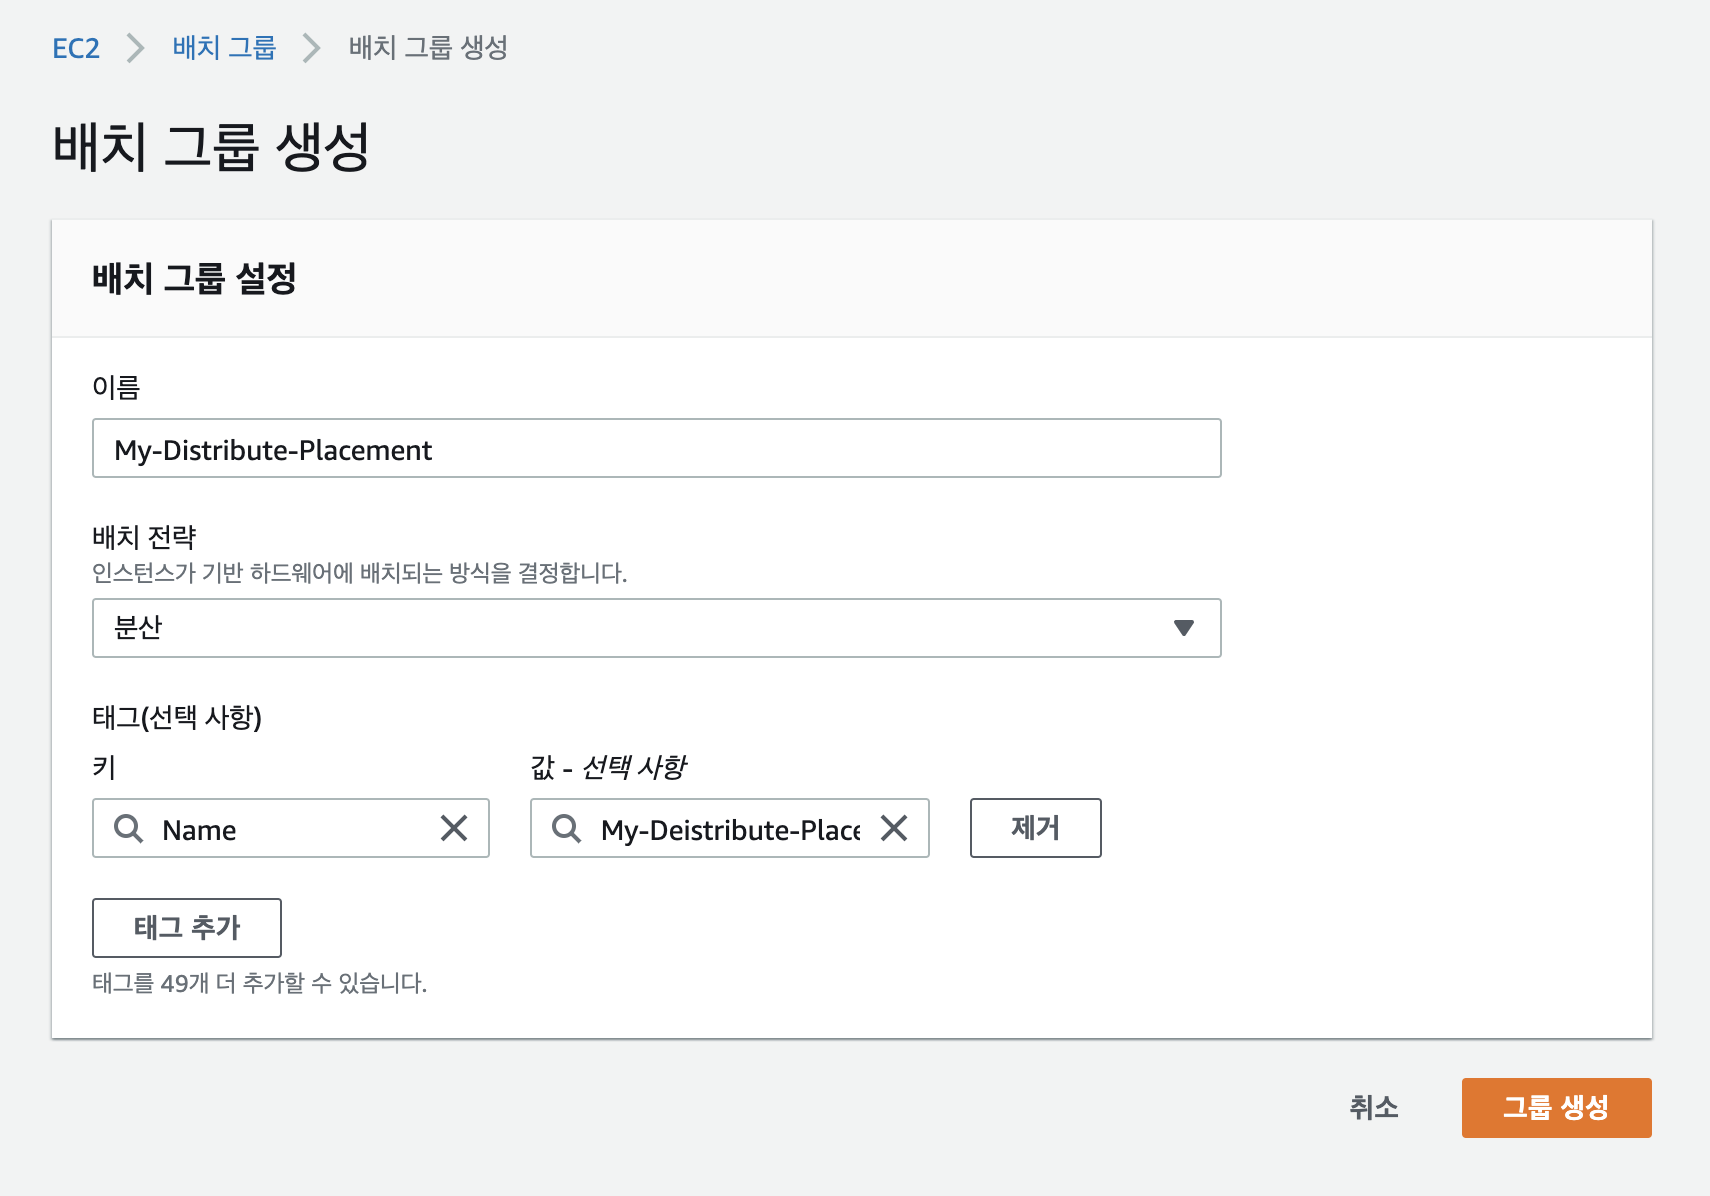 EC2 > 배치 그룹 > 배치 그룹 생성
배치 그룹 생성
배치 그룹 설정
이름
My-Distribute-Placement
배치 전략
인스턴스가 기반 하드웨어에 배치되는 방식을 결정합니다.
분산
태그(선택 사항)
키 값 - 선택 사항
Name My-Deistribute-Place 제거
태그 추가
태그를 49개 더 추가할 수 있습니다.
취소 그룹 생성